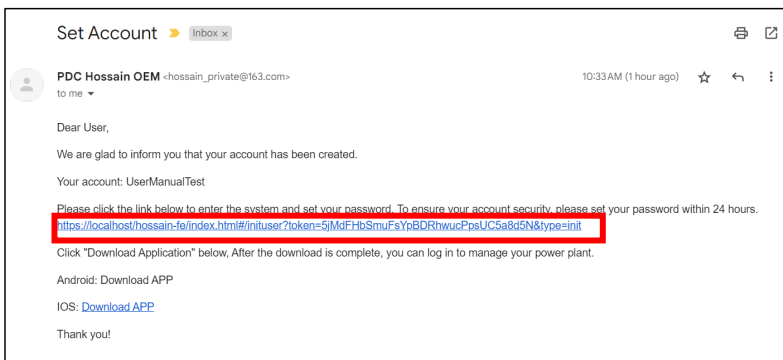 Set Account Inbox ×
PDC Hossain OEM <hossain_private@163.com> 10:33 AM (1 hour ago)
to me
Dear User,
We are glad to inform you that your account has been created.
Your account: UserManualTest
Please click the link below to enter the system and set your password. To ensure your account security, please set your password within 24 hours.
https://localhost/hossain-fe/index.html#/inituser?token=5jMdFHbSmuFsYpBDRhwucPpsUC5a8d5N&type=init
Click "Download Application" below, After the download is complete, you can log in to manage your power plant.
Android: Download APP
IOS: Download APP
Thank you!